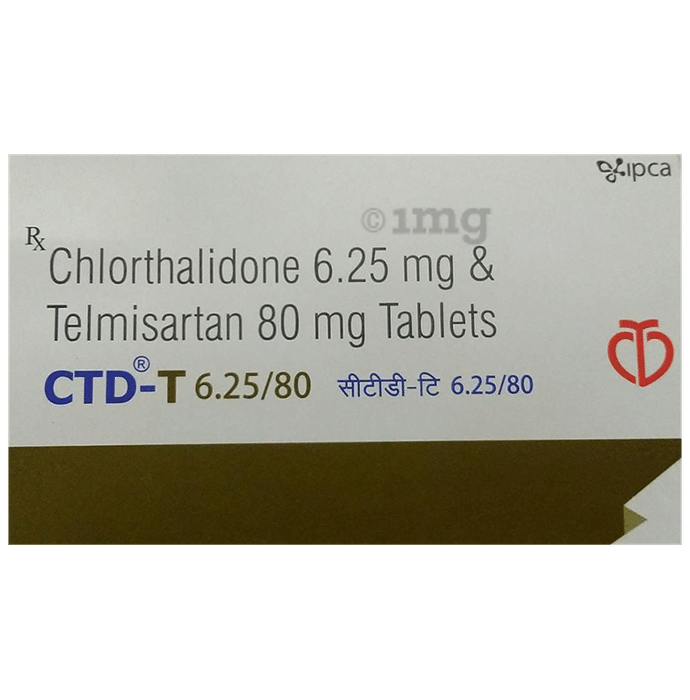 ipca
©1mg
Rx
Chlorthalidone 6.25 mg &
Telmisartan 80 mg Tablets
CTD®-T 6.25/80 सीटीडी-टि 6.25/80